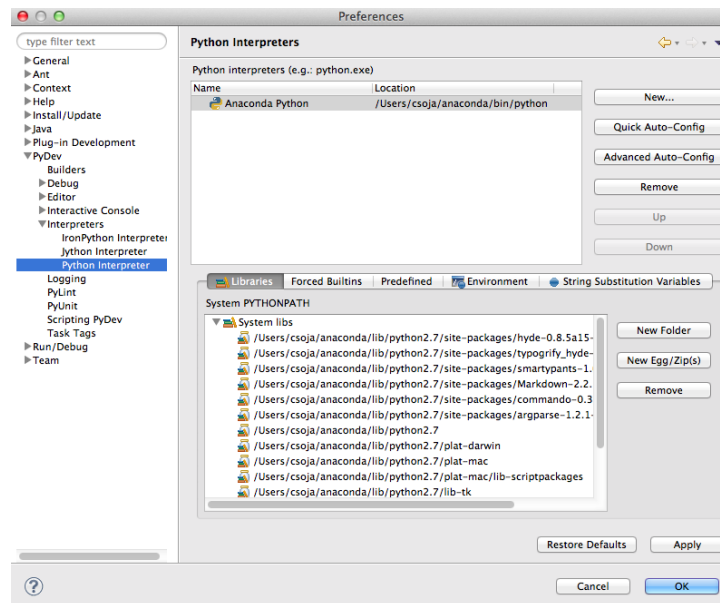 Preferences
type filter text
General
Ant
Context
Help
Install/Update
Java
Plug-in Development
PyDev
Builders
Debug
Editor
Interactive Console
Interpreters
IronPython Interpreter
Jython Interpreter
Python Interpreter
Logging
PyLint
PyUnit
Scripting PyDev
Task Tags
Run/Debug
Team
Python Interpreters
Python interpreters (e.g.: python.exe)
Name Location
Anaconda Python /Users/csoja/anaconda/bin/python
New...
Quick Auto-Config
Advanced Auto-Config
Remove
Up
Down
Libraries Forced Builtins Predefined Environment String Substitution Variables
System PYTHONPATH
System libs
/Users/csoja/anaconda/lib/python2.7/site-packages/hyde-0.8.5a15-
/Users/csoja/anaconda/lib/python2.7/site-packages/typogrify_hyde-
/Users/csoja/anaconda/lib/python2.7/site-packages/smartypants-1.
/Users/csoja/anaconda/lib/python2.7/site-packages/Markdown-2.2.
/Users/csoja/anaconda/lib/python2.7/site-packages/commando-0.3
/Users/csoja/anaconda/lib/python2.7/site-packages/argparse-1.2.1-
/Users/csoja/anaconda/lib/python2.7
/Users/csoja/anaconda/lib/python2.7/plat-darwin
/Users/csoja/anaconda/lib/python2.7/plat-mac
/Users/csoja/anaconda/lib/python2.7/plat-mac/lib-scriptpackages
/Users/csoja/anaconda/lib/python2.7/lib-tk
New Folder
New Egg/Zip(s)
Remove
Restore Defaults
Apply
?
Cancel
OK